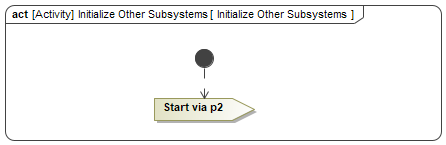 act [Activity] Initialize Other Subsystems [ Initialize Other Subsystems ]
Start via p2